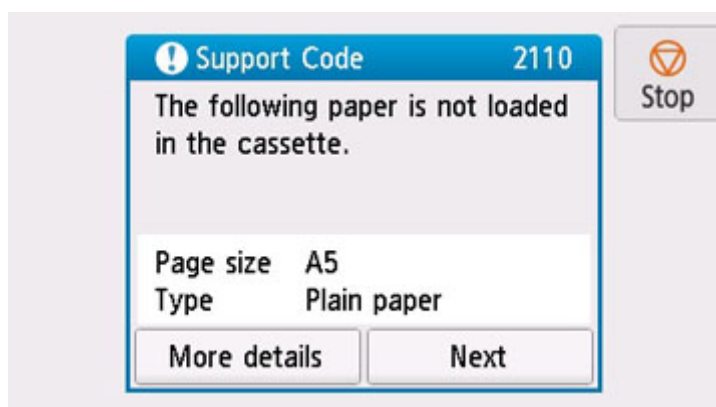 Support Code 2110
Stop
The following paper is not loaded
in the cassette.
Page size A5
Type Plain paper
More details Next